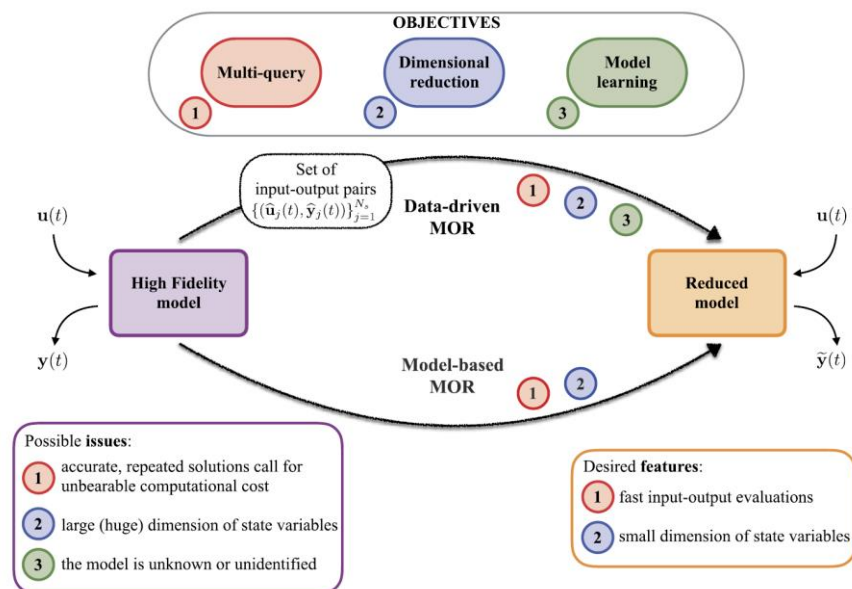 OBJECTIVES
Multi-query
1
Dimensional
reduction
2
Model
learning
3
Set of
input-output pairs
{(û_j(t), ŷ_j(t))}_{j=1}^{N_s}
Data-driven
MOR
1
2
3
u(t)
High Fidelity
model
y(t)
u(t)
Reduced
model
ỹ(t)
Model-based
MOR
1
2
Possible issues:
1 accurate, repeated solutions call for
unbearable computational cost
2 large (huge) dimension of state variables
3 the model is unknown or unidentified
Desired features:
1 fast input-output evaluations
2 small dimension of state variables